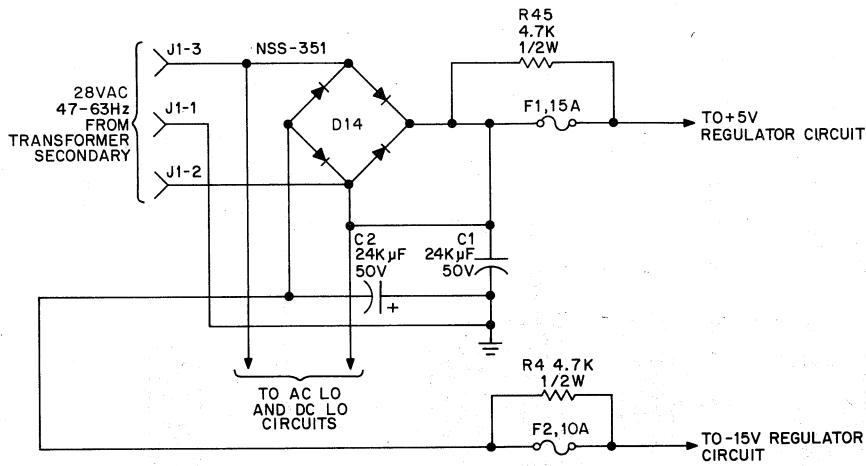 R45
4.7K
1/2W
J1-3
NSS-351
28VAC
47-63Hz
FROM
TRANSFORMER
SECONDARY
J1-1
D14
F1,15A
TO+5V
REGULATOR CIRCUIT
J1-2
C2
24KµF
50V
+
C1
24KµF
50V
TO AC LO
AND DC LO
CIRCUITS
R4 4.7K
1/2W
F2,10A
TO-15V REGULATOR
CIRCUIT